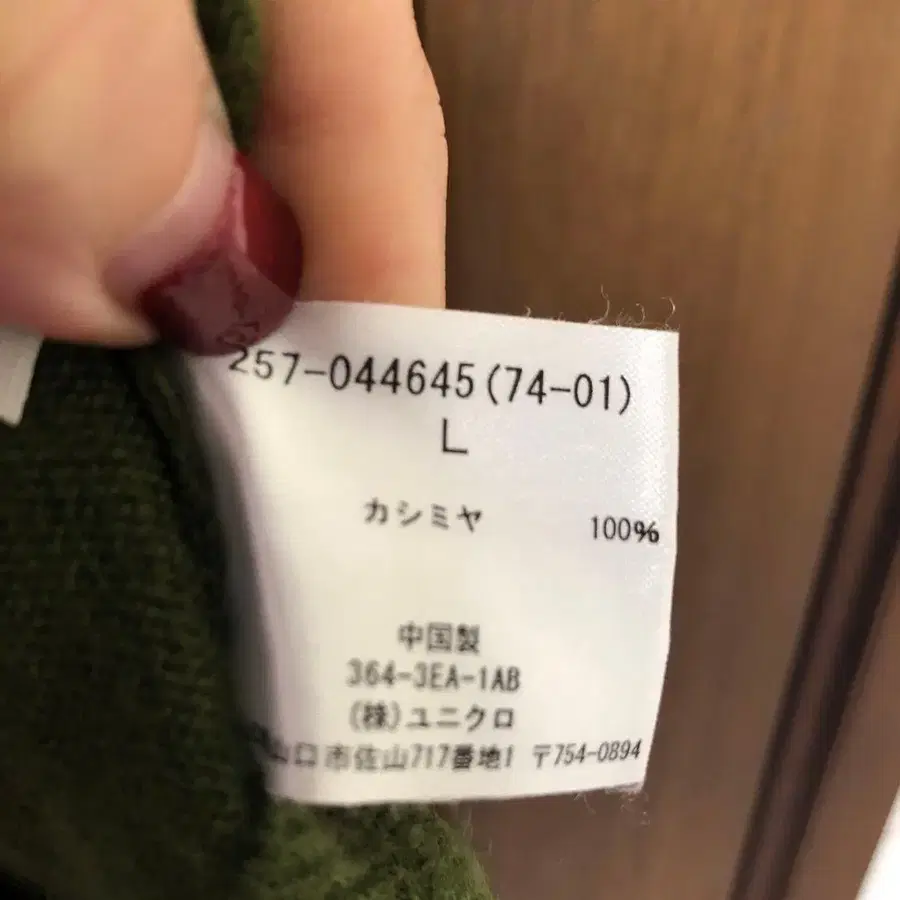 257-044645(74-01)
L
カシミヤ 100%
中国製
364-3EA-1AB
(株)ユニクロ
山口市佐山717番地1 〒754-0894